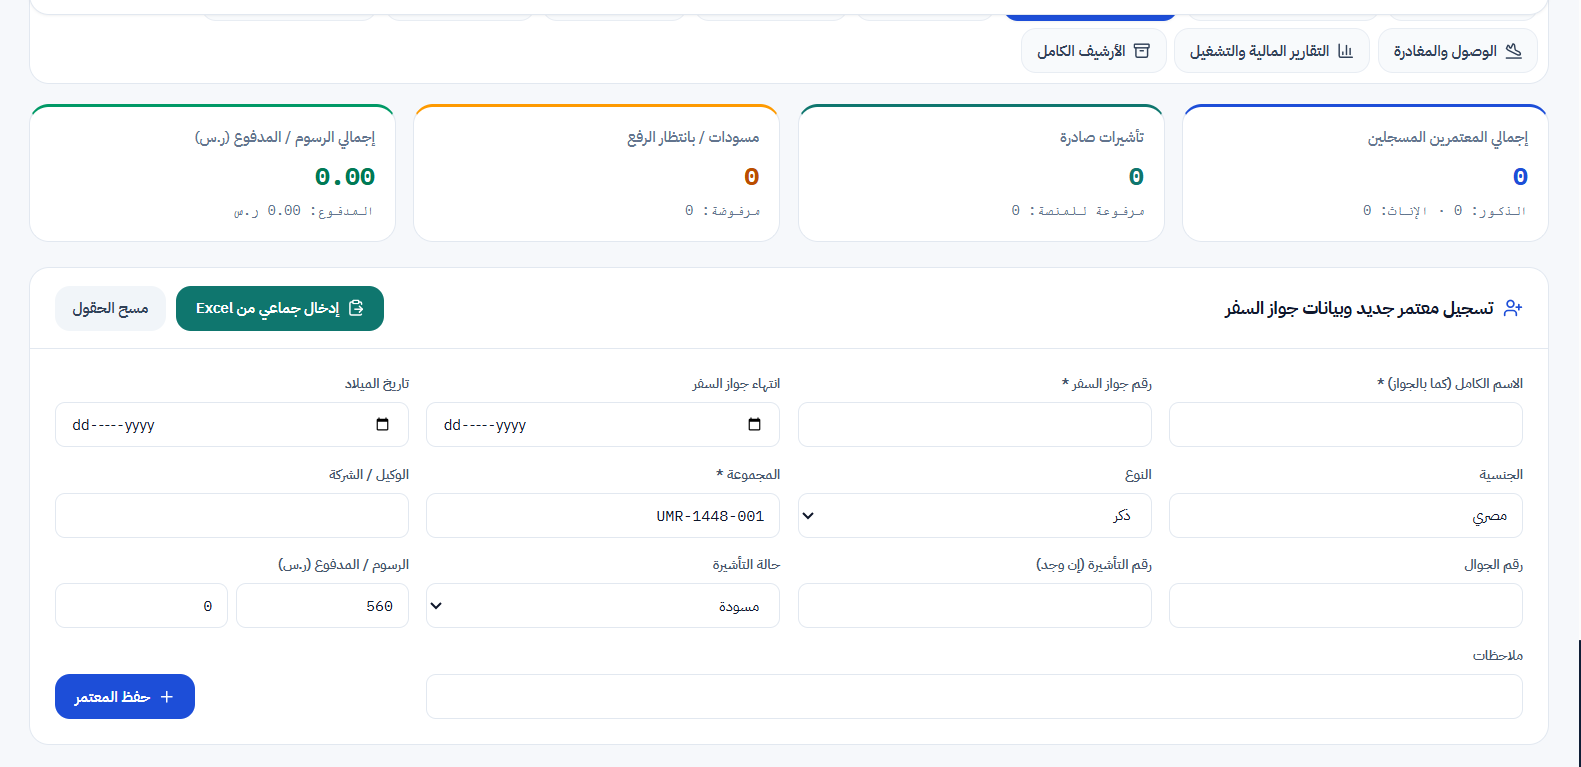 الوصول والمغادرة
التقارير المالية والتشغيل
الأرشيف الكامل
إجمالي المعتمرين المسجلين
0
الذكور: 0 · الإناث: 0
تأشيرات صادرة
0
مرفوعة للمنصة: 0
مسودات / بانتظار الرفع
0
مرفوضة: 0
إجمالي الرسوم / المدفوع (ر.س)
0.00
المدفوع: 0.00 ر.س
تسجيل معتمر جديد وبيانات جواز السفر
إدخال جماعي من Excel
مسح الحقول
الاسم الكامل (كما بالجواز) *
رقم جواز السفر *
انتهاء جواز السفر
dd-----yyyy
تاريخ الميلاد
dd-----yyyy
الجنسية
مصري
النوع
ذكر
المجموعة *
UMR-1448-001
الوكيل / الشركة
رقم الجوال
رقم التأشيرة (إن وجد)
حالة التأشيرة
مسودة
الرسوم / المدفوع (ر.س)
560
0
ملاحظات
حفظ المعتمر